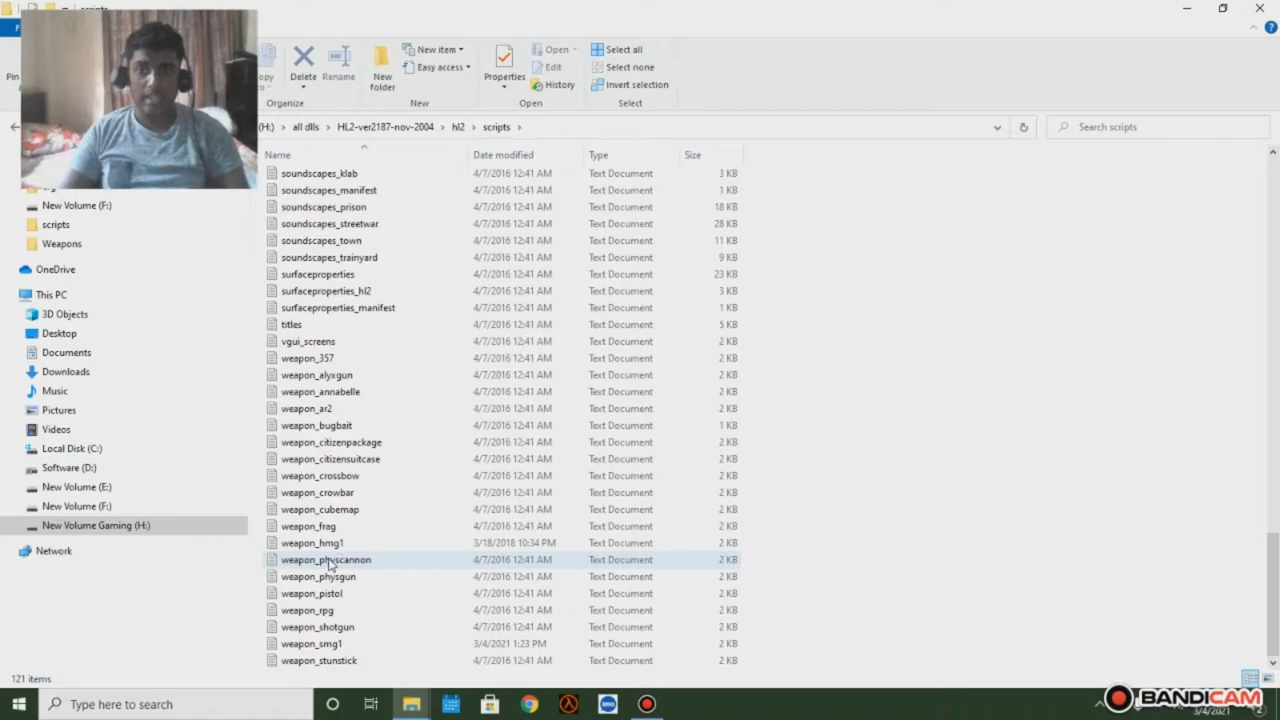 scripts
Copy
Delete
Rename
New folder
New item
Easy access
Properties
Open
Edit
History
Select all
Select none
Invert selection
Organize
New
Open
Select
(H:) > all dlls > HL2-ver2187-nov-2004 > hl2 > scripts >
Search scripts
Name Date modified Type Size
New Volume (F:)
scripts
Weapons
OneDrive
This PC
3D Objects
Desktop
Documents
Downloads
Music
Pictures
Videos
Local Disk (C:)
Software (D:)
New Volume (E:)
New Volume (F:)
New Volume Gaming (H:)
Network
soundscapes_klab 4/7/2016 12:41 AM Text Document 3 KB
soundscapes_manifest 4/7/2016 12:41 AM Text Document 1 KB
soundscapes_prison 4/7/2016 12:41 AM Text Document 18 KB
soundscapes_streetwar 4/7/2016 12:41 AM Text Document 28 KB
soundscapes_town 4/7/2016 12:41 AM Text Document 11 KB
soundscapes_trainyard 4/7/2016 12:41 AM Text Document 9 KB
surfaceproperties 4/7/2016 12:41 AM Text Document 23 KB
surfaceproperties_hl2 4/7/2016 12:41 AM Text Document 3 KB
surfaceproperties_manifest 4/7/2016 12:41 AM Text Document 1 KB
titles 4/7/2016 12:41 AM Text Document 5 KB
vgui_screens 4/7/2016 12:41 AM Text Document 2 KB
weapon_357 4/7/2016 12:41 AM Text Document 2 KB
weapon_alyxgun 4/7/2016 12:41 AM Text Document 2 KB
weapon_annabelle 4/7/2016 12:41 AM Text Document 2 KB
weapon_ar2 4/7/2016 12:41 AM Text Document 2 KB
weapon_bugbait 4/7/2016 12:41 AM Text Document 1 KB
weapon_citizenpackage 4/7/2016 12:41 AM Text Document 2 KB
weapon_citizensuitcase 4/7/2016 12:41 AM Text Document 2 KB
weapon_crossbow 4/7/2016 12:41 AM Text Document 2 KB
weapon_crowbar 4/7/2016 12:41 AM Text Document 2 KB
weapon_cubemap 4/7/2016 12:41 AM Text Document 2 KB
weapon_frag 4/7/2016 12:41 AM Text Document 2 KB
weapon_hmg1 3/18/2018 10:34 PM Text Document 2 KB
weapon_physcannon 4/7/2016 12:41 AM Text Document 2 KB
weapon_physgun 4/7/2016 12:41 AM Text Document 2 KB
weapon_pistol 4/7/2016 12:41 AM Text Document 2 KB
weapon_rpg 4/7/2016 12:41 AM Text Document 2 KB
weapon_shotgun 4/7/2016 12:41 AM Text Document 2 KB
weapon_smg1 3/4/2021 1:23 PM Text Document 2 KB
weapon_stunstick 4/7/2016 12:41 AM Text Document 2 KB
121 items
Type here to search
imo
BANDICAM
3/4/2021